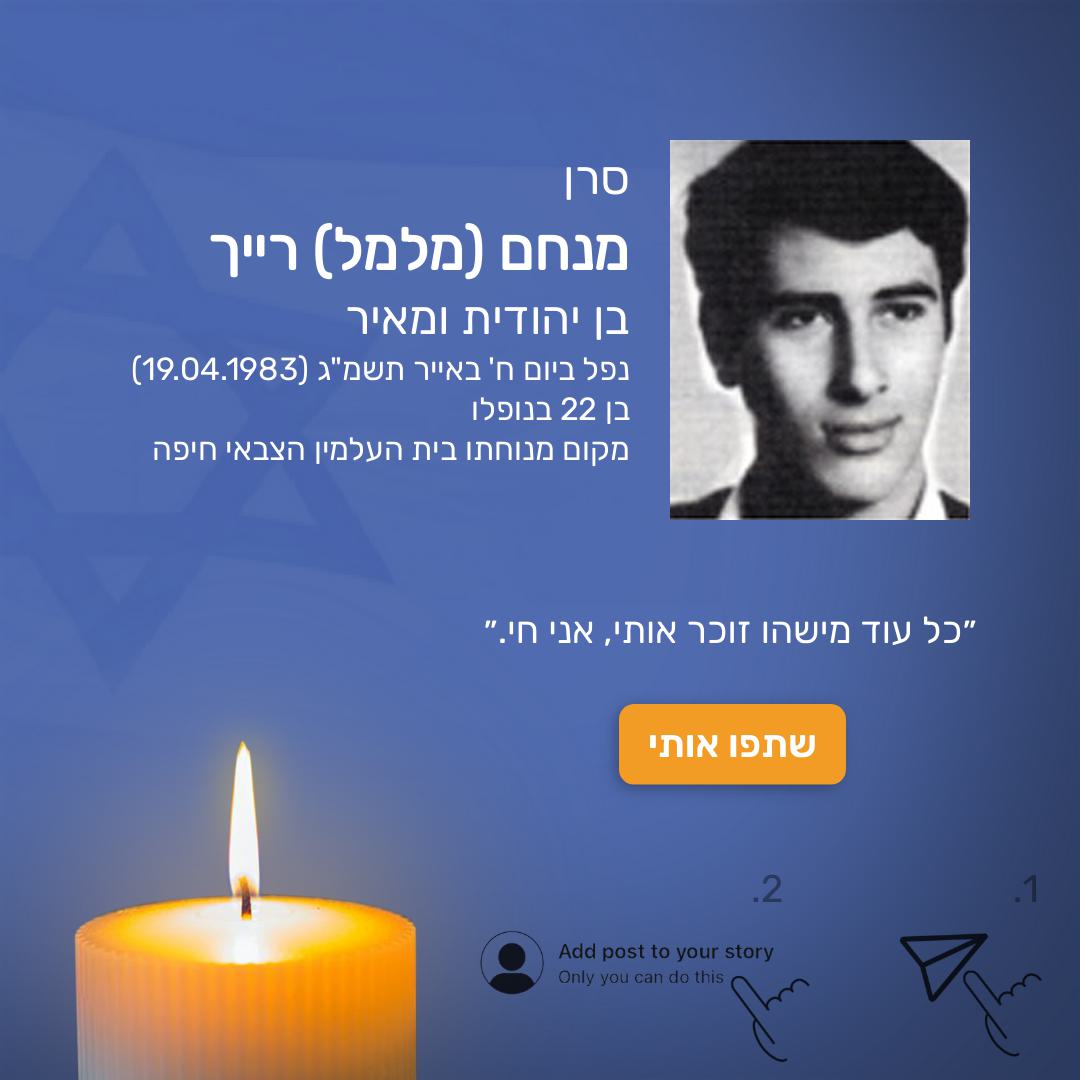 סרן
מנחם (מלמל) רייך
בן יהודית ומאיר
נפל ביום ח' באייר תשמ"ג (19.04.1983)
בן 22 בנופלו
מקום מנוחתו בית העלמין הצבאי חיפה
״כל עוד מישהו זוכר אותי, אני חי.״
שתפו אותי
1.
2.
Add post to your story
Only you can do this